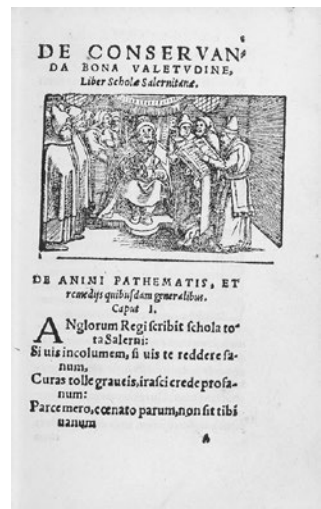 DE CONSERVAN⸗
DA BONA VALETVDINE,
Liber Scholæ Salernitanæ.
DE ANIMI PATHEMATIS, ET
remedijs quibuſdam generalibus.
Caput I.
ANglorum Regi ſcribit ſchola to⸗
ta Salerni:
Si uis incolumem, ſi uis te reddere ſa⸗
num,
Curas tolle graueis, iraſci crede profa⸗
num:
Parce mero, cœnato parum, non ſit tibi
uanum
A